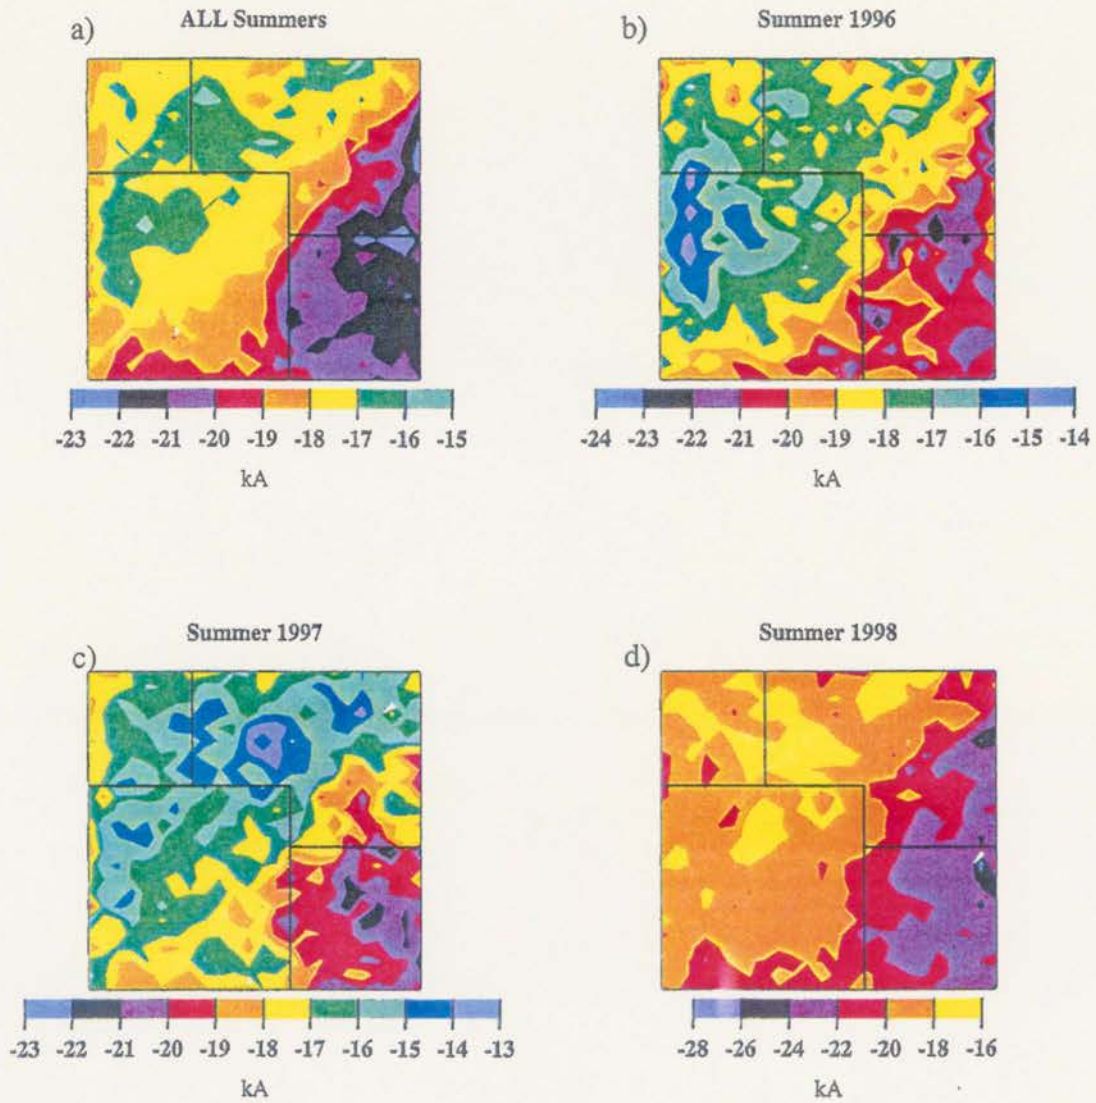 a)
ALL Summers
-23 -22 -21 -20 -19 -18 -17 -16 -15
kA
b)
Summer 1996
-24 -23 -22 -21 -20 -19 -18 -17 -16 -15 -14
kA
c)
Summer 1997
-23 -22 -21 -20 -19 -18 -17 -16 -15 -14 -13
kA
d)
Summer 1998
-28 -26 -24 -22 -20 -18 -16
kA